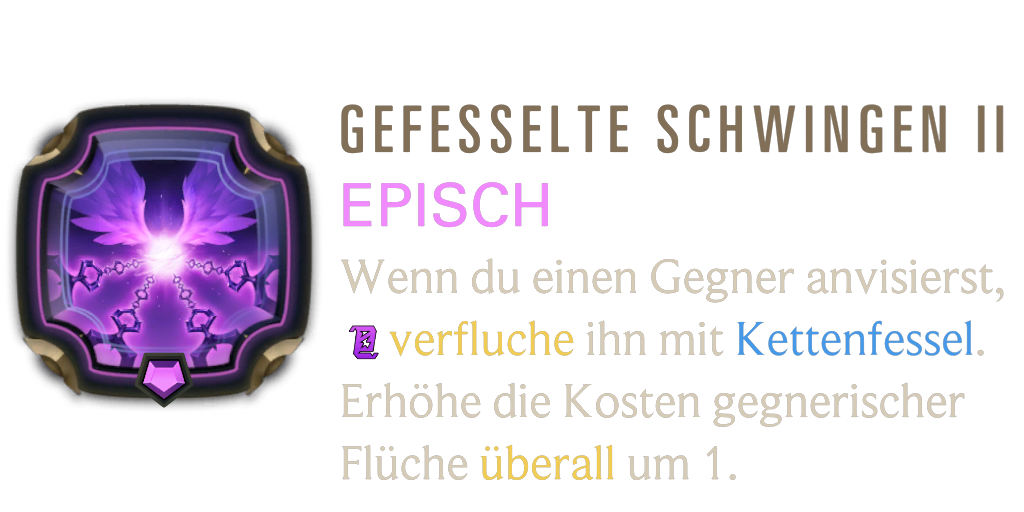 GEFESSELTE SCHWINGEN II
EPISCH
Wenn du einen Gegner anvisierst,
verfluche ihn mit Kettenfessel.
Erhöhe die Kosten gegnerischer
Flüche überall um 1.